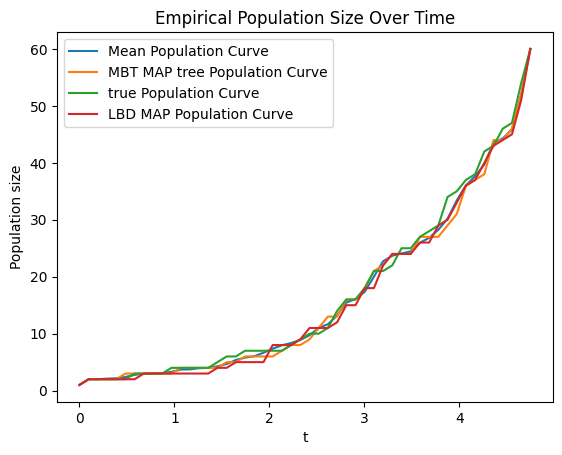 Empirical Population Size Over Time
Mean Population Curve
MBT MAP tree Population Curve
true Population Curve
LBD MAP Population Curve
Population size
60
50
40
30
20
10
0
0 1 2 3 4
t